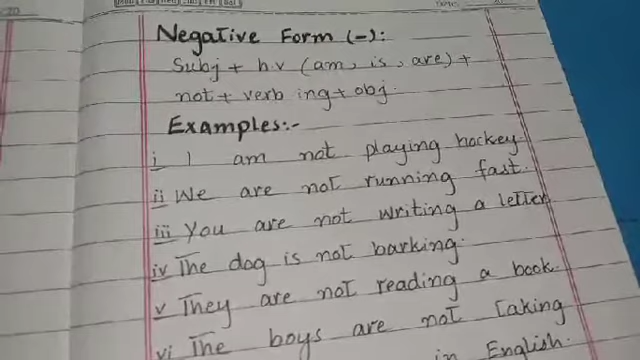 Negative Form (-):
Subj + h.v (am, is, are) +
not + verb ing + obj.
Examples:-
i I am not playing hockey.
ii We are not running fast.
iii You are not writing a letter
iv The dog is not barking.
v They are not reading a book.
vi The boys are not taking
in English.